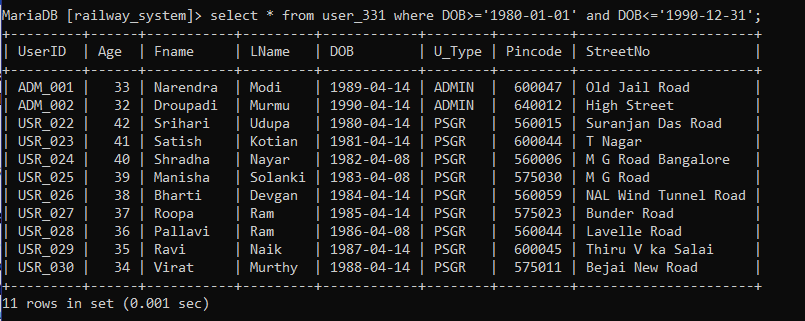 MariaDB [railway_system]> select * from user_331 where DOB>='1980-01-01' and DOB<='1990-12-31';
+---------+------+----------+---------+------------+--------+---------+----------------------+
| UserID  | Age  | Fname    | LName   | DOB        | U_Type | Pincode | StreetNo             |
+---------+------+----------+---------+------------+--------+---------+----------------------+
| ADM_001 |   33 | Narendra | Modi    | 1989-04-14 | ADMIN  |  600047 | Old Jail Road        |
| ADM_002 |   32 | Droupadi | Murmu   | 1990-04-14 | ADMIN  |  640012 | High Street          |
| USR_022 |   42 | Srihari  | Udupa   | 1980-04-14 | PSGR   |  560015 | Suranjan Das Road    |
| USR_023 |   41 | Satish   | Kotian  | 1981-04-14 | PSGR   |  600044 | T Nagar              |
| USR_024 |   40 | Shradha  | Nayar   | 1982-04-08 | PSGR   |  560006 | M G Road Bangalore   |
| USR_025 |   39 | Manisha  | Solanki | 1983-04-08 | PSGR   |  575030 | M G Road             |
| USR_026 |   38 | Bharti   | Devgan  | 1984-04-14 | PSGR   |  560059 | NAL Wind Tunnel Road |
| USR_027 |   37 | Roopa    | Ram     | 1985-04-14 | PSGR   |  575023 | Bunder Road          |
| USR_028 |   36 | Pallavi  | Ram     | 1986-04-08 | PSGR   |  560044 | Lavelle Road         |
| USR_029 |   35 | Ravi     | Naik    | 1987-04-14 | PSGR   |  600045 | Thiru V ka Salai     |
| USR_030 |   34 | Virat    | Murthy  | 1988-04-14 | PSGR   |  575011 | Bejai New Road       |
+---------+------+----------+---------+------------+--------+---------+----------------------+
11 rows in set (0.001 sec)